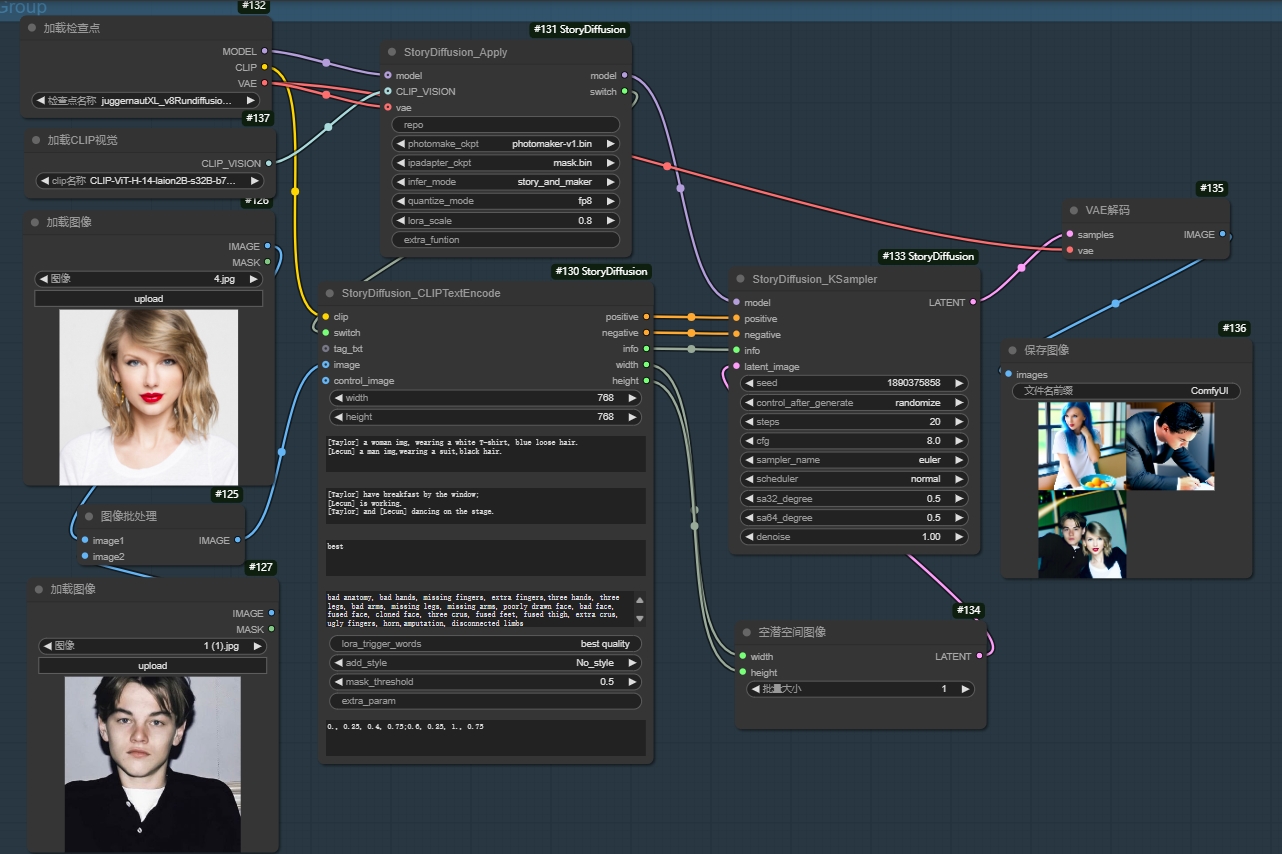 Group
#132
加载检查点
MODEL
CLIP
VAE
检查点名称 juggernautXL_v8Rundiffusio...
#137
加载CLIP视觉
CLIP_VISION
clip名称 CLIP-ViT-H-14-laion2B-s32B-b7...
#126
加载图像
IMAGE
MASK
图像 4.jpg
upload
#125
图像批处理
image1 IMAGE
image2
#127
加载图像
IMAGE
MASK
图像 1 (1).jpg
upload
#131 StoryDiffusion
StoryDiffusion_Apply
model model
CLIP_VISION switch
vae
repo
photomake_ckpt photomaker-v1.bin
ipadapter_ckpt mask.bin
infer_mode story_and_maker
quantize_mode fp8
lora_scale 0.8
extra_funtion
#130 StoryDiffusion
StoryDiffusion_CLIPTextEncode
clip positive
switch negative
tag_txt info
image width
control_image height
width 768
height 768
[Taylor] a woman img, wearing a white T-shirt, blue loose hair.
[Lecun] a man img,wearing a suit,black hair.
[Taylor] have breakfast by the window;
[Lecun] is working.
[Taylor] and [Lecun] dancing on the stage.
best
bad anatomy, bad hands, missing fingers, extra fingers,three hands, three
legs, bad arms, missing legs, missing arms, poorly drawn face, bad face,
fused face, cloned face, three crus, fused feet, fused thigh, extra crus,
ugly fingers, horn,amputation, disconnected limbs
lora_trigger_words best quality
add_style No_style
mask_threshold 0.5
extra_param
0., 0.25, 0.4, 0.75;0.6, 0.25, 1., 0.75
#133 StoryDiffusion
StoryDiffusion_KSampler
model LATENT
positive
negative
info
latent_image
seed 1890375858
control_after_generate randomize
steps 20
cfg 8.0
sampler_name euler
scheduler normal
sa32_degree 0.5
sa64_degree 0.5
denoise 1.00
#134
空潜空间图像
width LATENT
height
批量大小 1
#135
VAE解码
samples IMAGE
vae
#136
保存图像
images
文件名前缀 ComfyUI